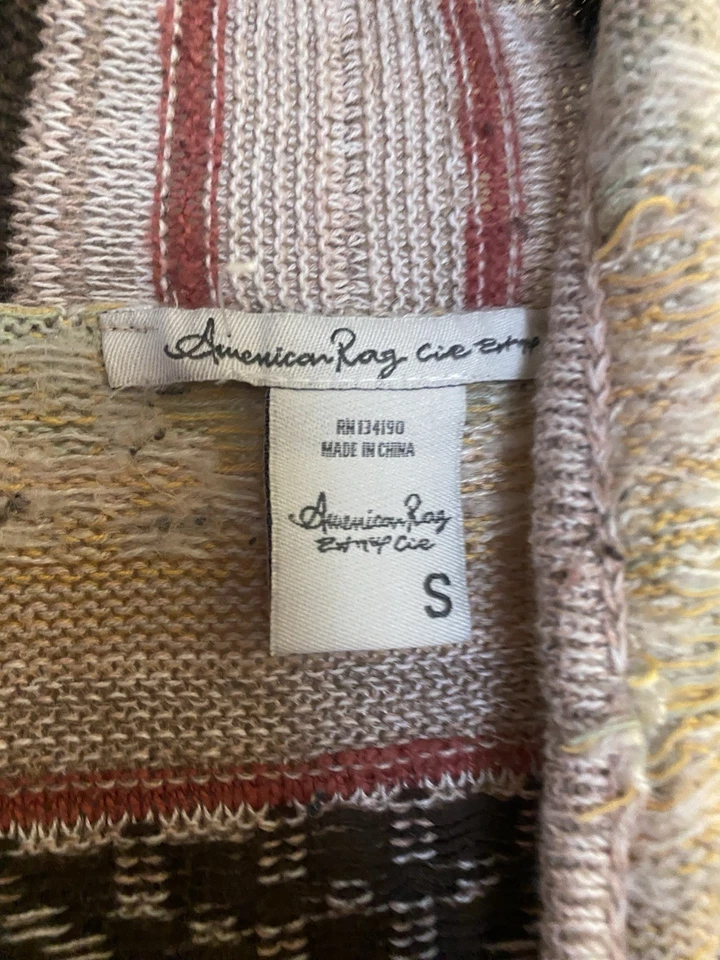 American Rag Cie
RN 134190
MADE IN CHINA
American Rag
Cie
S